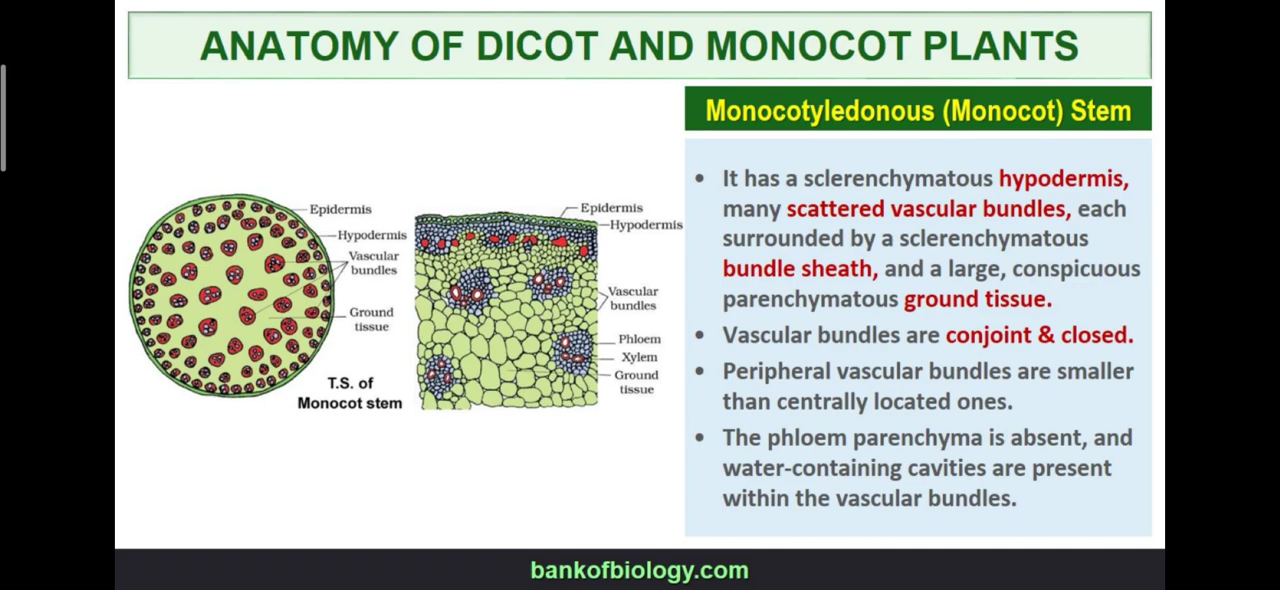 ANATOMY OF DICOT AND MONOCOT PLANTS
Monocotyledonous (Monocot) Stem
• It has a sclerenchymatous hypodermis,
many scattered vascular bundles, each
surrounded by a sclerenchymatous
bundle sheath, and a large, conspicuous
parenchymatous ground tissue.
• Vascular bundles are conjoint & closed.
• Peripheral vascular bundles are smaller
than centrally located ones.
• The phloem parenchyma is absent, and
water-containing cavities are present
within the vascular bundles.
Epidermis
Hypodermis
Vascular
bundles
Ground
tissue
T.S. of
Monocot stem
Epidermis
Hypodermis
Vascular
bundles
Phloem
Xylem
Ground
tissue
bankofbiology.com